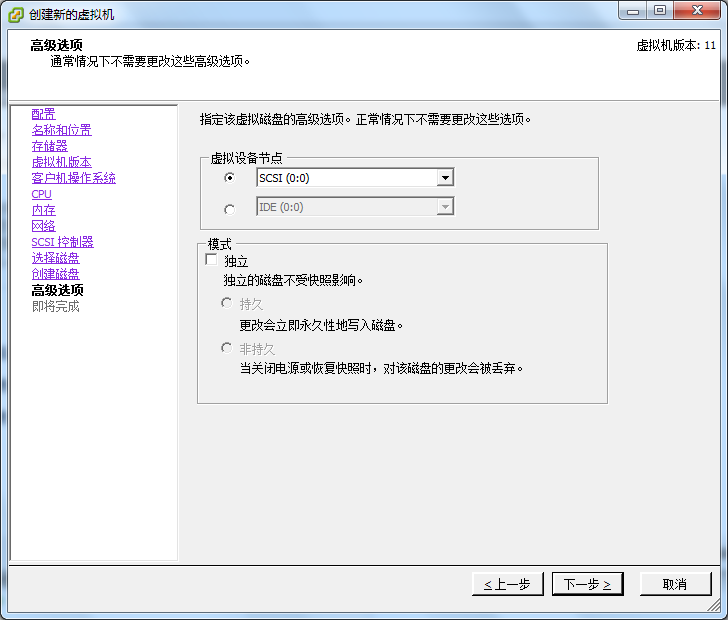 创建新的虚拟机
高级选项
虚拟机版本: 11
通常情况下不需要更改这些高级选项。
配置
名称和位置
存储器
虚拟机版本
客户机操作系统
CPU
内存
网络
SCSI 控制器
选择磁盘
创建磁盘
高级选项
即将完成
指定该虚拟磁盘的高级选项。正常情况下不需要更改这些选项。
虚拟设备节点
SCSI (0:0)
IDE (0:0)
模式
独立
独立的磁盘不受快照影响。
持久
更改会立即永久性地写入磁盘。
非持久
当关闭电源或恢复快照时，对该磁盘的更改会被丢弃。
< 上一步
下一步 >
取消